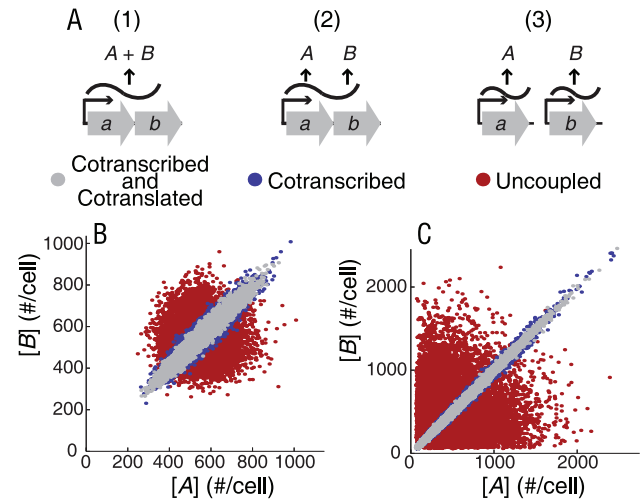 A (1) (2) (3)
A + B A B A B
a b a b a b
Cotranscribed
and
Cotranslated
Cotranscribed
Uncoupled
B
1000
800
600
400
200
0
0 200 400 600 800 1000
[B] (#/cell)
[A] (#/cell)
C
2000
1000
0
0 1000 2000
[B] (#/cell)
[A] (#/cell)